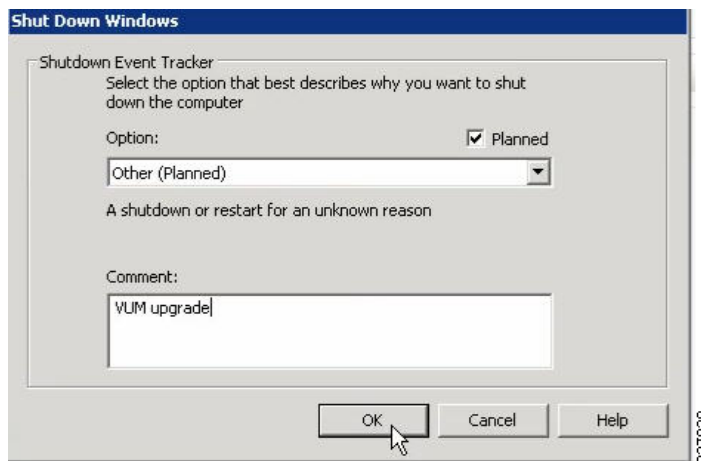 Shut Down Windows
Shutdown Event Tracker
Select the option that best describes why you want to shut
down the computer
Option:
Planned
Other (Planned)
A shutdown or restart for an unknown reason
Comment:
VUM upgrade
OK
Cancel
Help